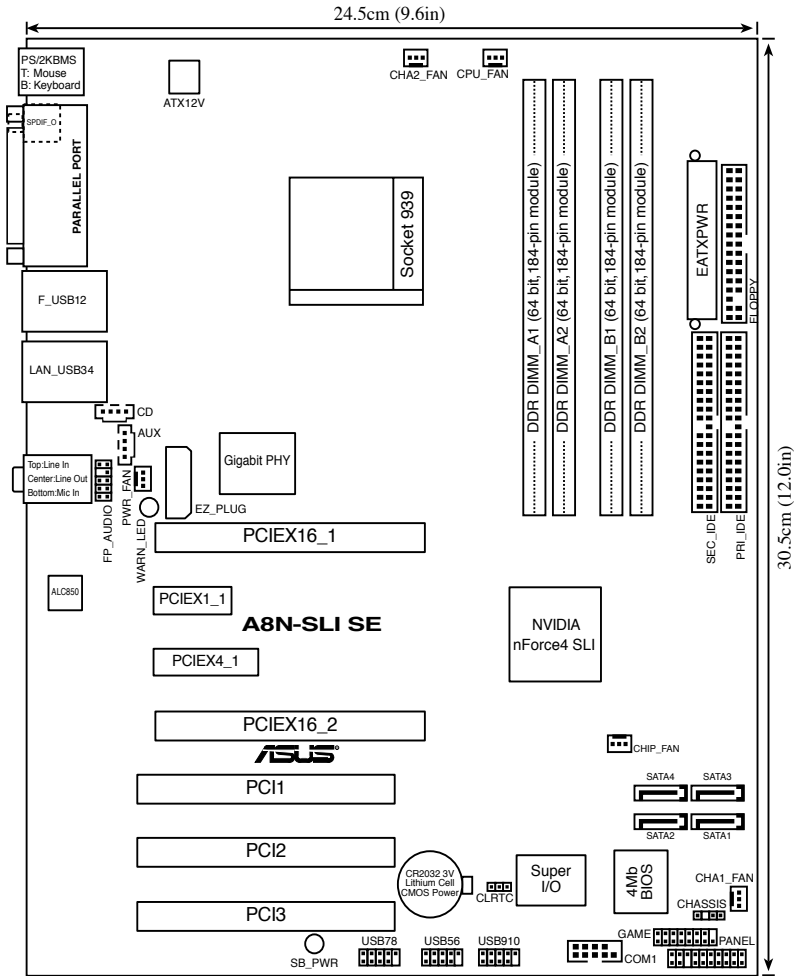 24.5cm (9.6in)
PS/2KBMS
T: Mouse
B: Keyboard
ATX12V
CHA2_FAN
CPU_FAN
SPDIF_O
PARALLEL PORT
Socket 939
DDR DIMM_A1 (64 bit,184-pin module)
DDR DIMM_A2 (64 bit,184-pin module)
DDR DIMM_B1 (64 bit,184-pin module)
DDR DIMM_B2 (64 bit,184-pin module)
EATXPWR
FLOPPY
F_USB12
LAN_USB34
CD
AUX
Top:Line In
Center:Line Out
Bottom:Mic In
FP_AUDIO
PWR_FAN
WARN_LED
EZ_PLUG
Gigabit PHY
SEC_IDE
PRI_IDE
30.5cm (12.0in)
PCIEX16_1
ALC850
PCIEX1_1
A8N-SLI SE
PCIEX4_1
NVIDIA
nForce4 SLI
PCIEX16_2
ASUS
CHIP_FAN
PCI1
SATA4
SATA3
SATA2
SATA1
PCI2
CR2032 3V
Lithium Cell
CMOS Power
CLRTC
Super
I/O
4Mb
BIOS
CHA1_FAN
CHASSIS
PCI3
GAME
PANEL
SB_PWR
USB78
USB56
USB910
COM1